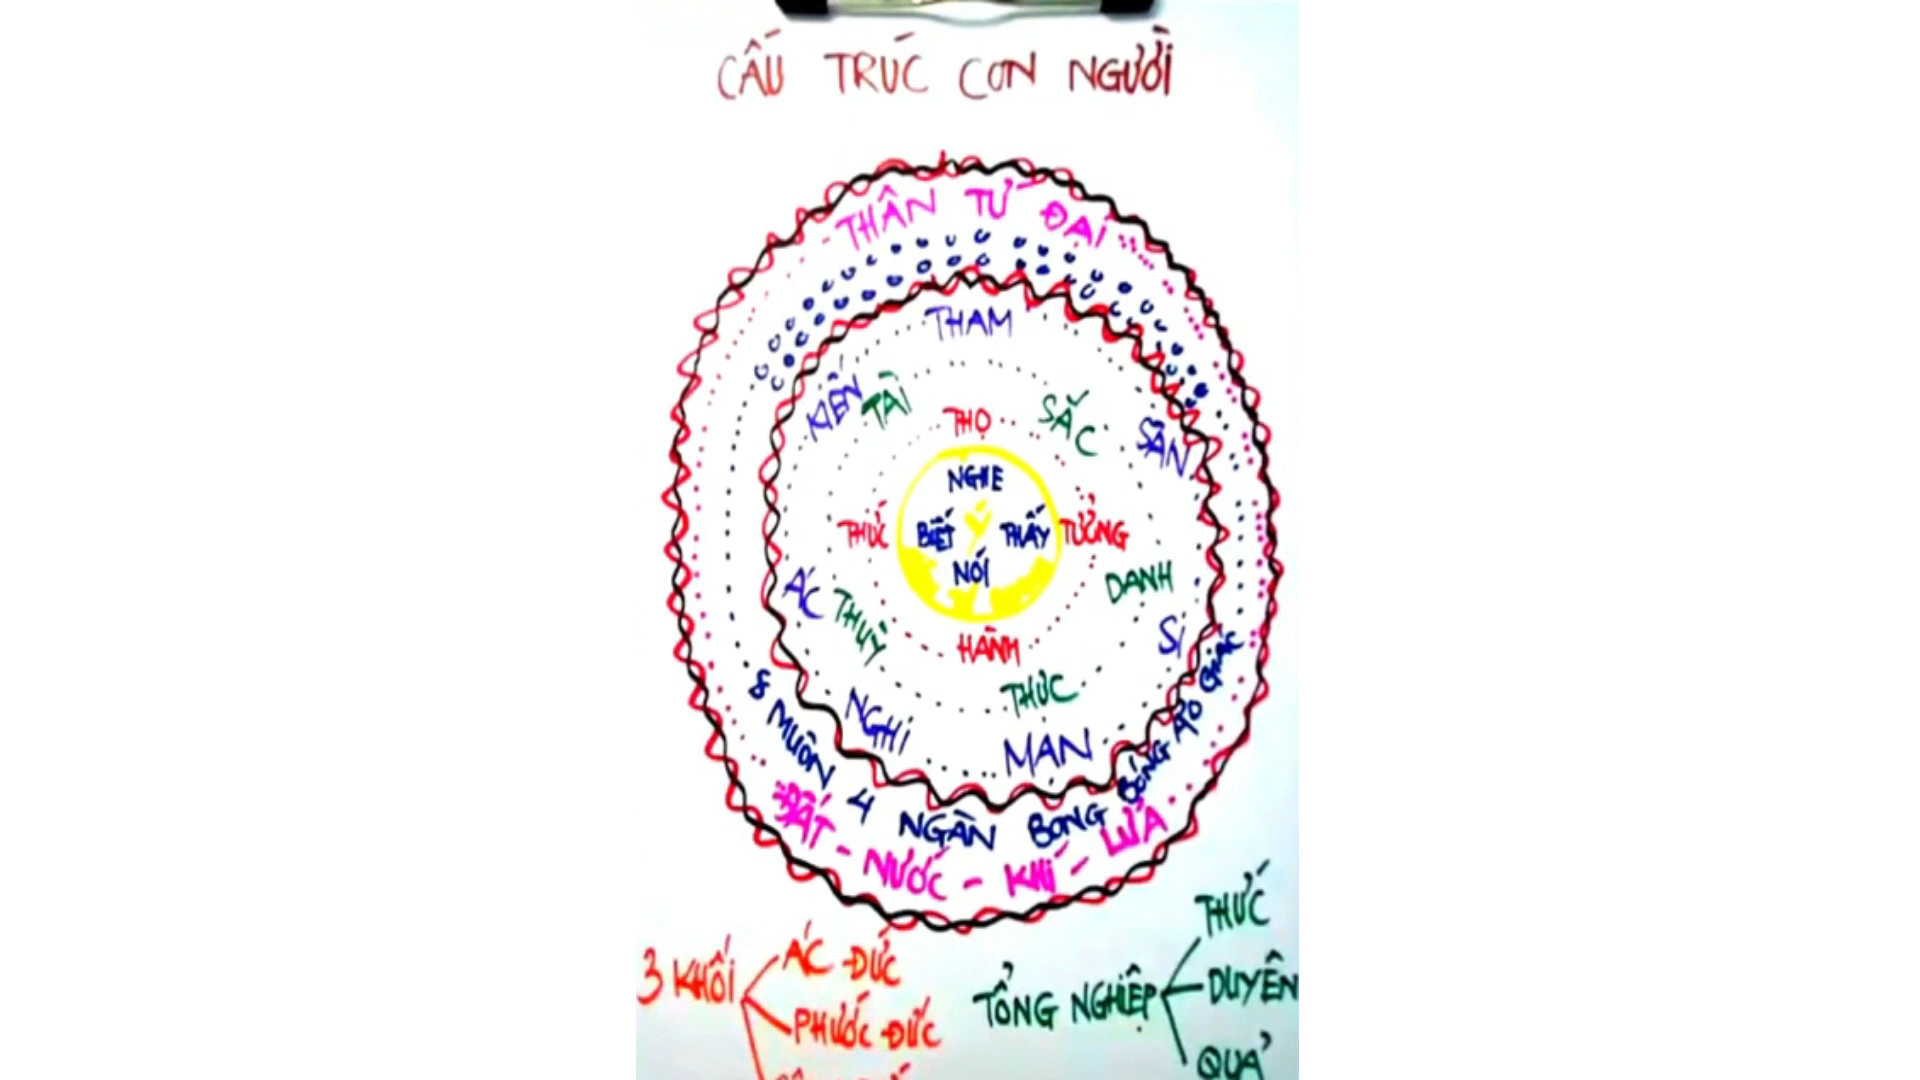 CẤU TRÚC CON NGƯỜI
THÂN TỨ ĐẠI
THAM
KIẾN
TÀI
THỌ
SẮC
SÂN
NGHE
THỨC
BIẾT
Ý
THẤY
TƯỞNG
NÓI
ÁC
THUỲ
DANH
SI
HÀNH
THỰC
NGHI
MẠN
8 MUÔN 4 NGÀN BONG BÓNG ẢO GIÁC
ĐẤT - NƯỚC - KHÍ - LỬA
3 KHỐI
ÁC ĐỨC
PHƯỚC ĐỨC
TỔNG NGHIỆP
THỨC
DUYÊN
QUẢ